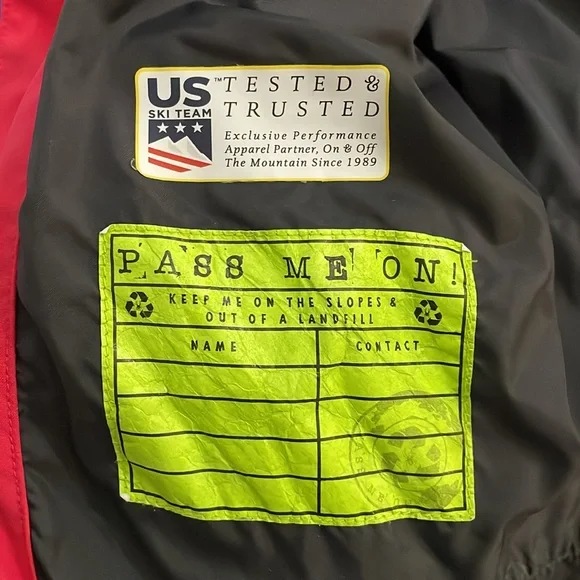 US™
SKI TEAM
TESTED &
TRUSTED
Exclusive Performance
Apparel Partner, On & Off
The Mountain Since 1989
PASS ME ON!
KEEP ME ON THE SLOPES &
OUT OF A LANDFILL
NAME CONTACT